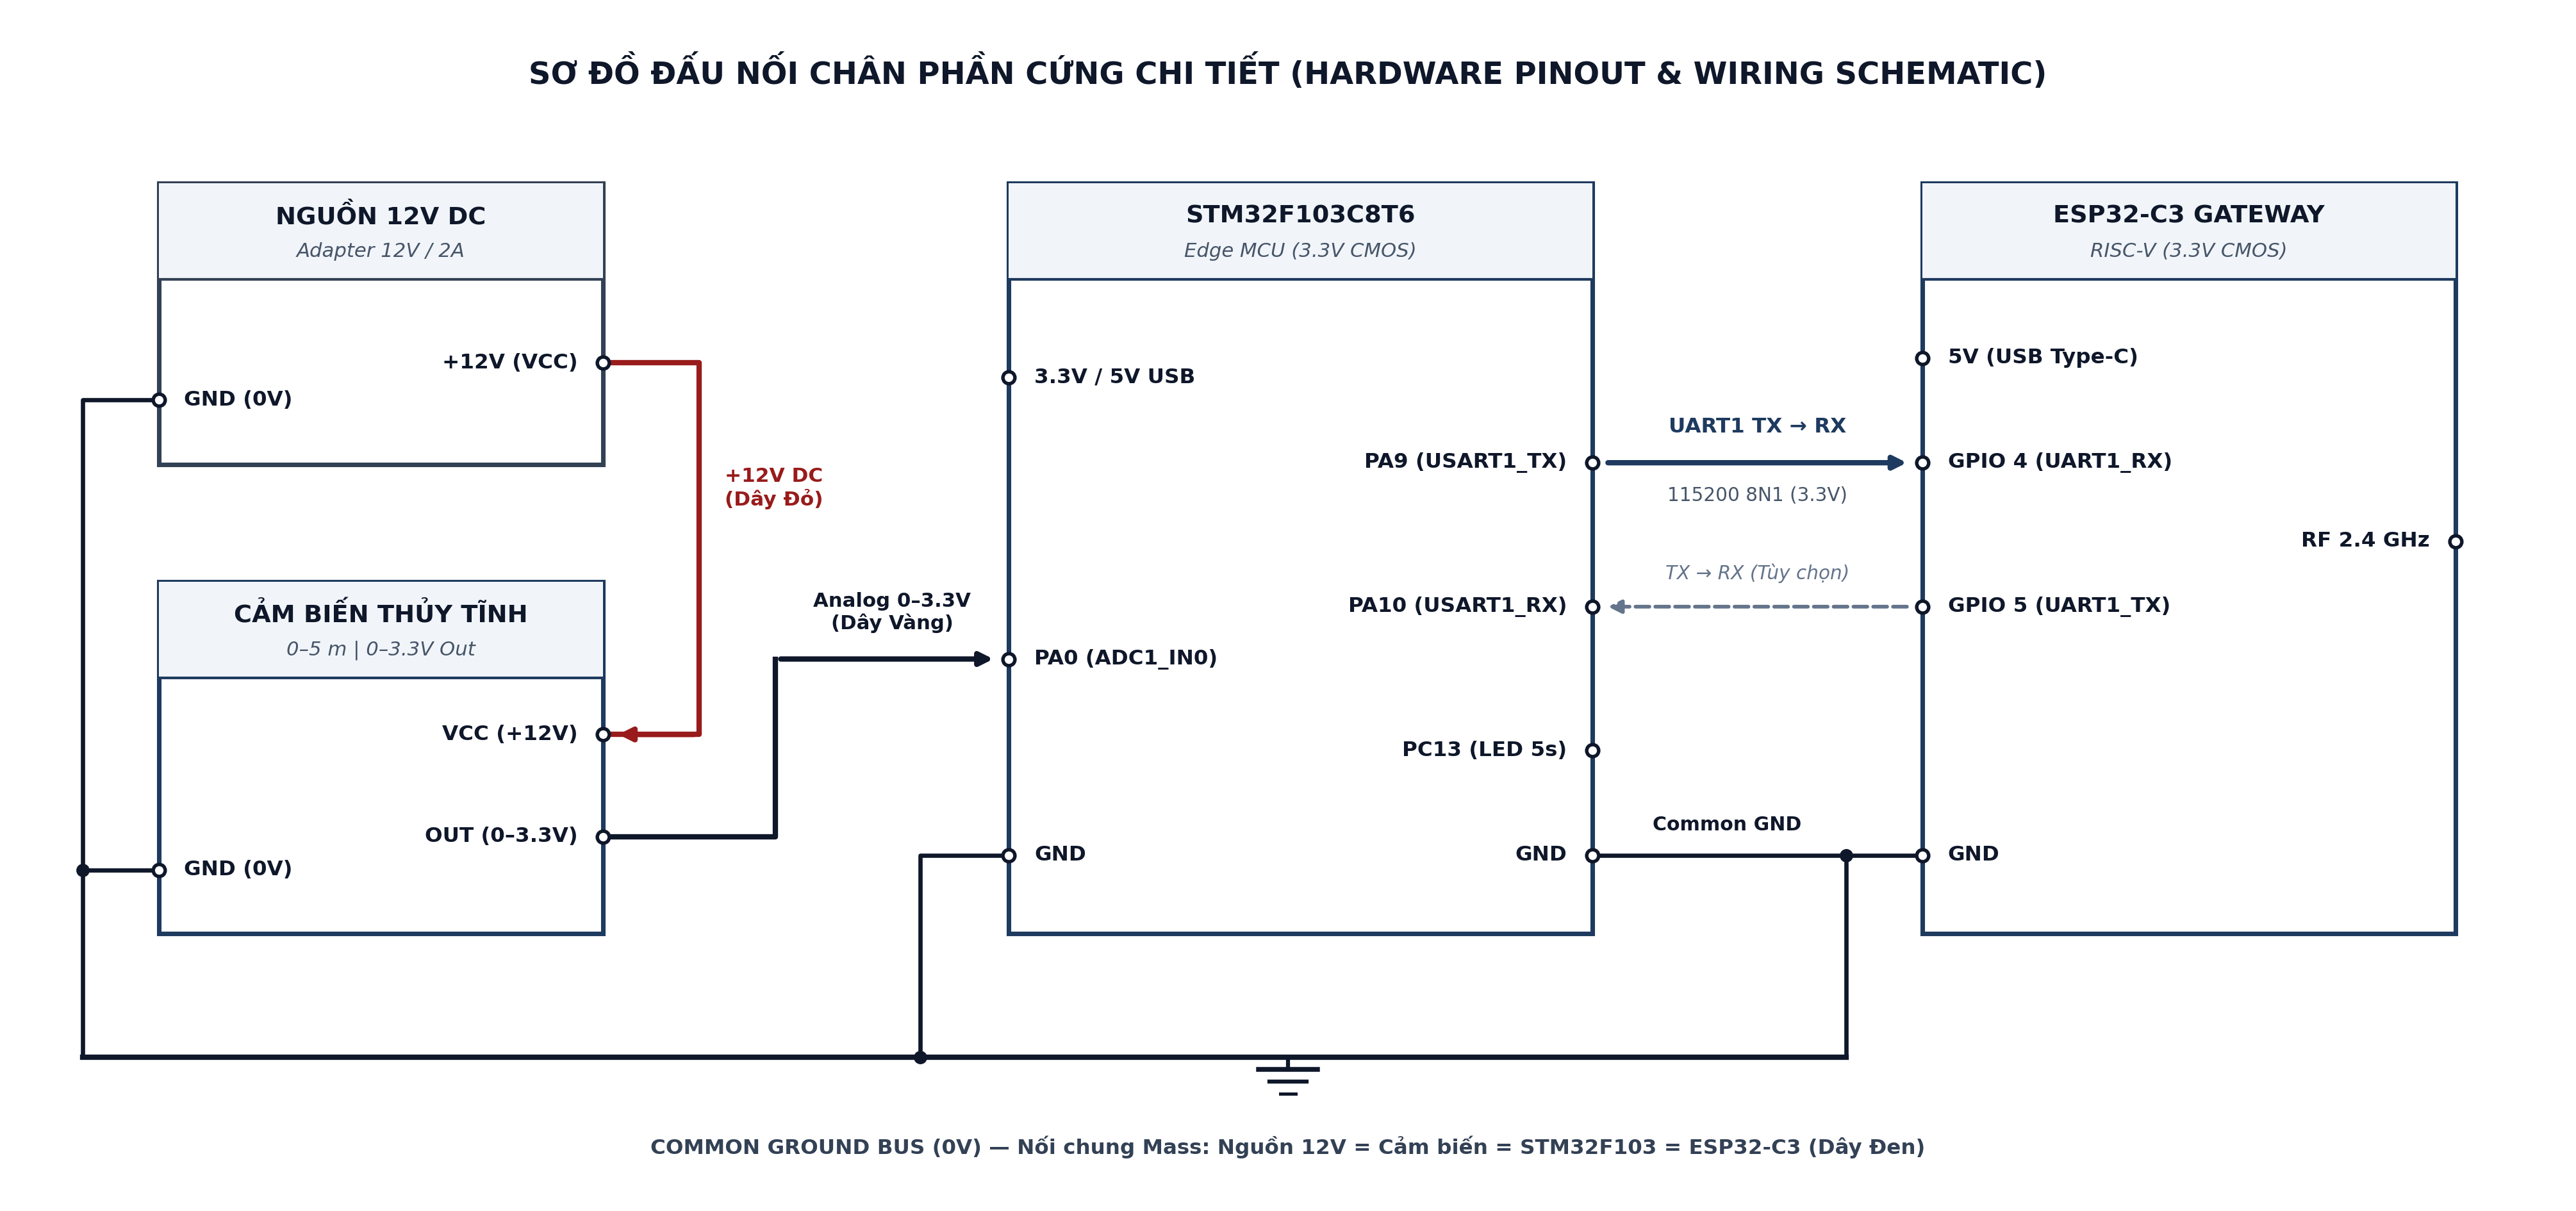 SƠ ĐỒ ĐẤU NỐI CHÂN PHẦN CỨNG CHI TIẾT (HARDWARE PINOUT & WIRING SCHEMATIC)
NGUỒN 12V DC
Adapter 12V / 2A
+12V (VCC)
GND (0V)
+12V DC
(Dây Đỏ)
CẢM BIẾN THỦY TĨNH
0–5 m | 0–3.3V Out
VCC (+12V)
OUT (0–3.3V)
GND (0V)
Analog 0–3.3V
(Dây Vàng)
STM32F103C8T6
Edge MCU (3.3V CMOS)
3.3V / 5V USB
PA9 (USART1_TX)
PA10 (USART1_RX)
PA0 (ADC1_IN0)
PC13 (LED 5s)
GND
GND
UART1 TX → RX
115200 8N1 (3.3V)
TX → RX (Tùy chọn)
Common GND
ESP32-C3 GATEWAY
RISC-V (3.3V CMOS)
5V (USB Type-C)
GPIO 4 (UART1_RX)
RF 2.4 GHz
GPIO 5 (UART1_TX)
GND
COMMON GROUND BUS (0V) — Nối chung Mass: Nguồn 12V = Cảm biến = STM32F103 = ESP32-C3 (Dây Đen)